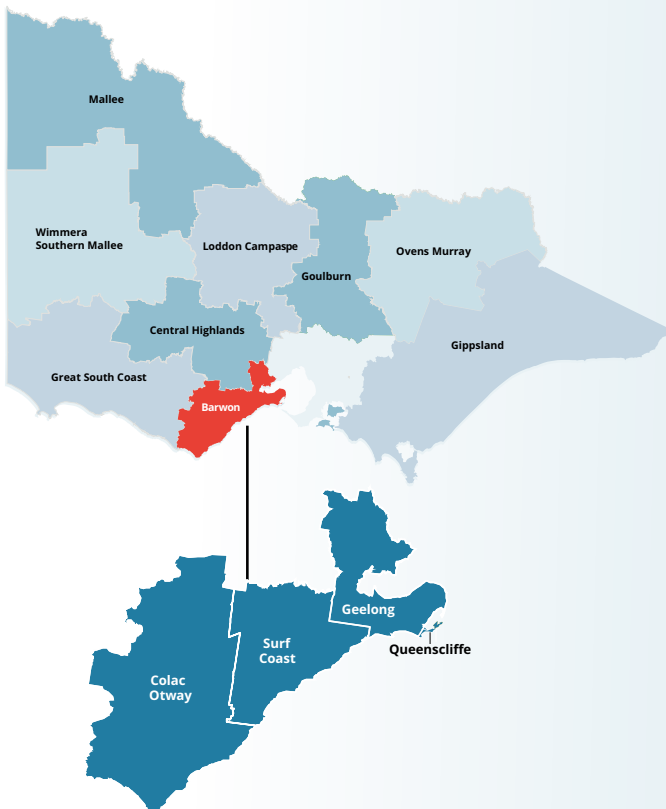 Mallee
Wimmera
Southern Mallee
Loddon Campaspe
Ovens Murray
Goulburn
Central Highlands
Gippsland
Great South Coast
Barwon
Geelong
Surf
Coast
Queenscliffe
Colac
Otway